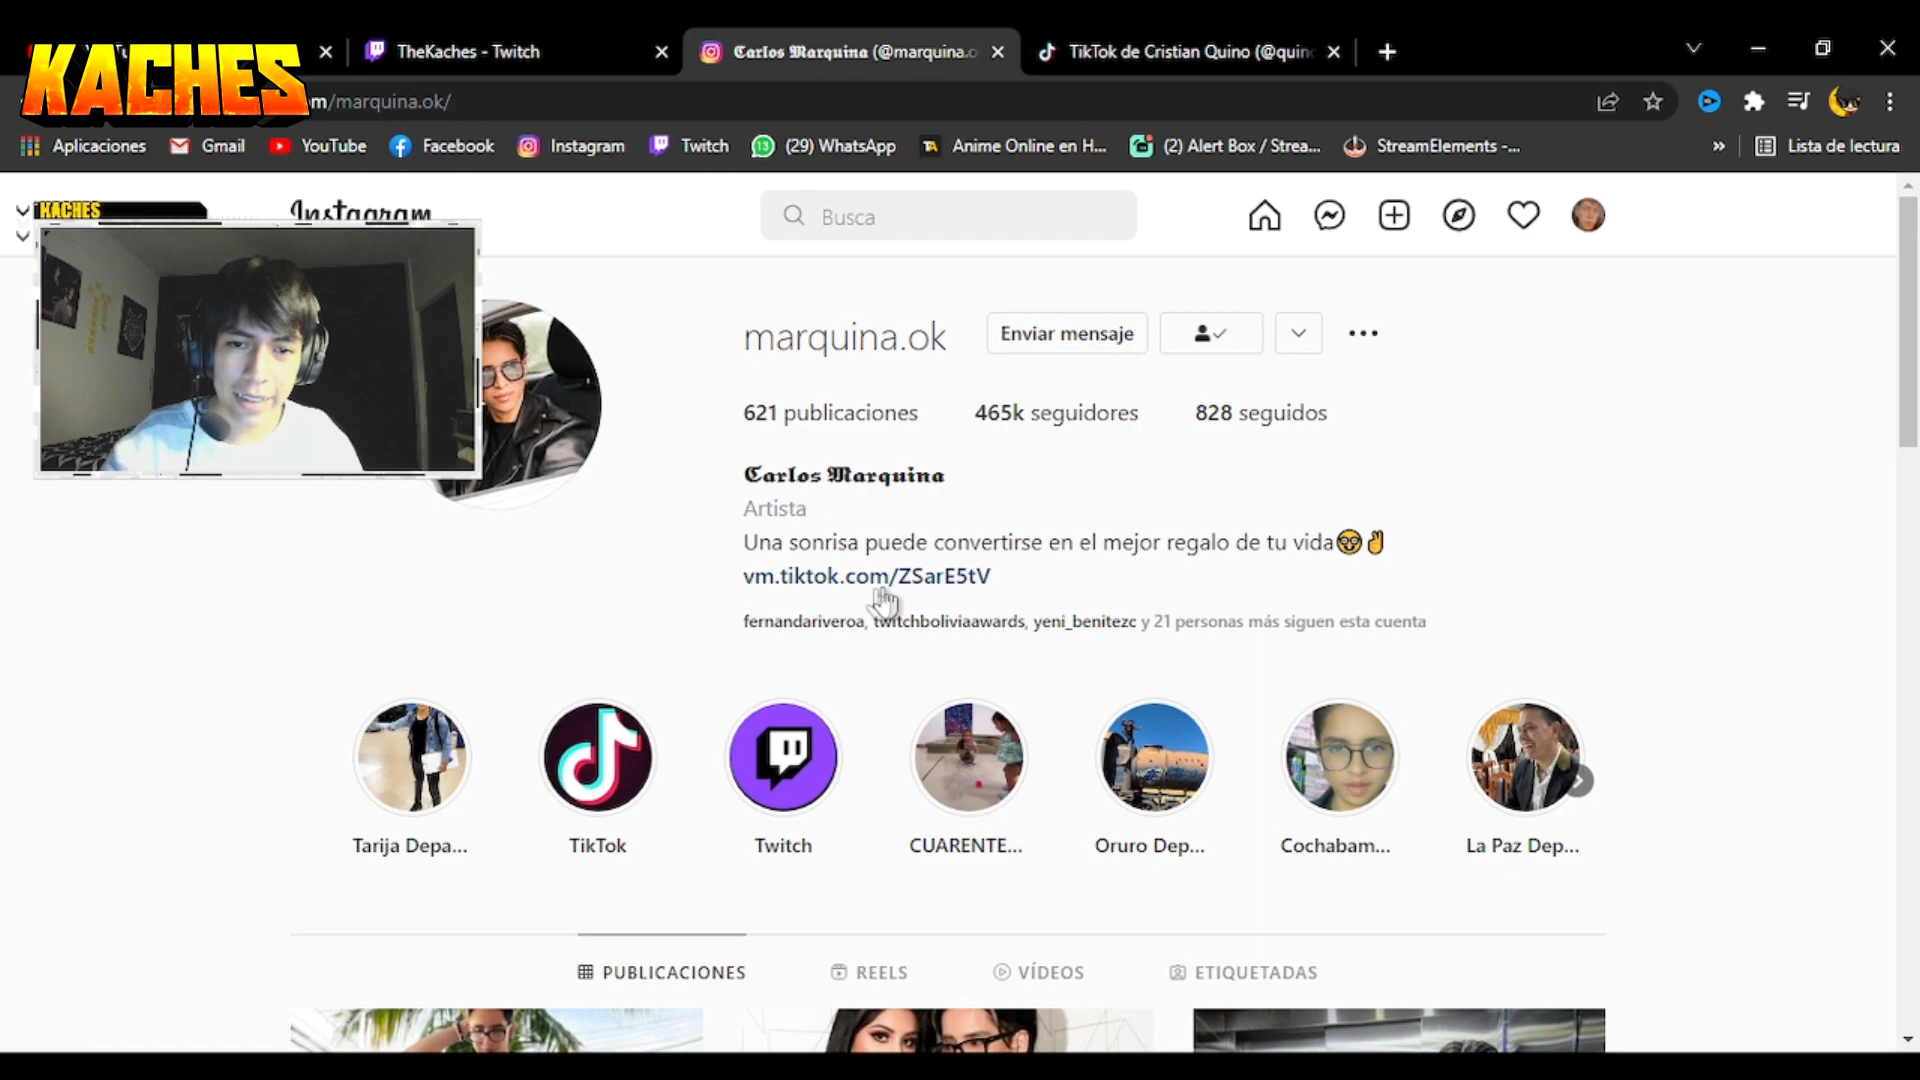 KACHES
TheKaches - Twitch
𝕮𝖆𝖗𝖑𝖔𝖘 𝕸𝖆𝖗𝖖𝖚𝖎𝖓𝖆 (@marquina.o
TikTok de Cristian Quino (@quin
m/marquina.ok/
Aplicaciones
Gmail
YouTube
Facebook
Instagram
Twitch
(29) WhatsApp
Anime Online en H...
(2) Alert Box / Strea...
StreamElements -...
»
Lista de lectura
KACHES
Instagram
Busca
marquina.ok
Enviar mensaje
621 publicaciones
465k seguidores
828 seguidos
𝕮𝖆𝖗𝖑𝖔𝖘 𝕸𝖆𝖗𝖖𝖚𝖎𝖓𝖆
Artista
Una sonrisa puede convertirse en el mejor regalo de tu vida🤓✌
vm.tiktok.com/ZSarE5tV
fernandariveroa, twitchboliviaawards, yeni_benitezc y 21 personas más siguen esta cuenta
Tarija Depa...
TikTok
Twitch
CUARENTE...
Oruro Dep...
Cochabam...
La Paz Dep...
PUBLICACIONES
REELS
VÍDEOS
ETIQUETADAS